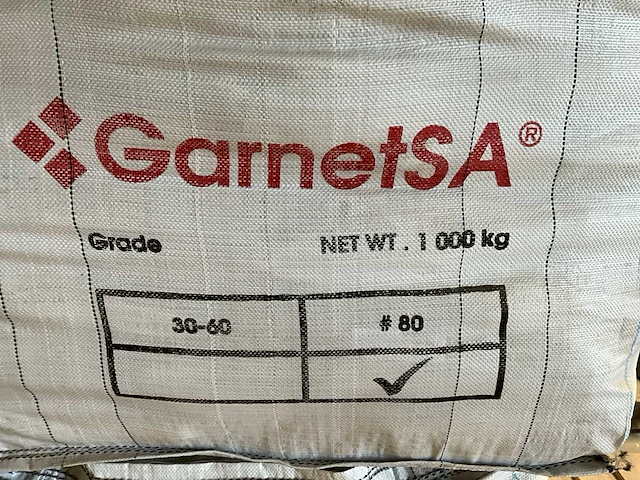 GarnetSA®
Grade NET WT. 1 000 kg
30-60 # 80
✓